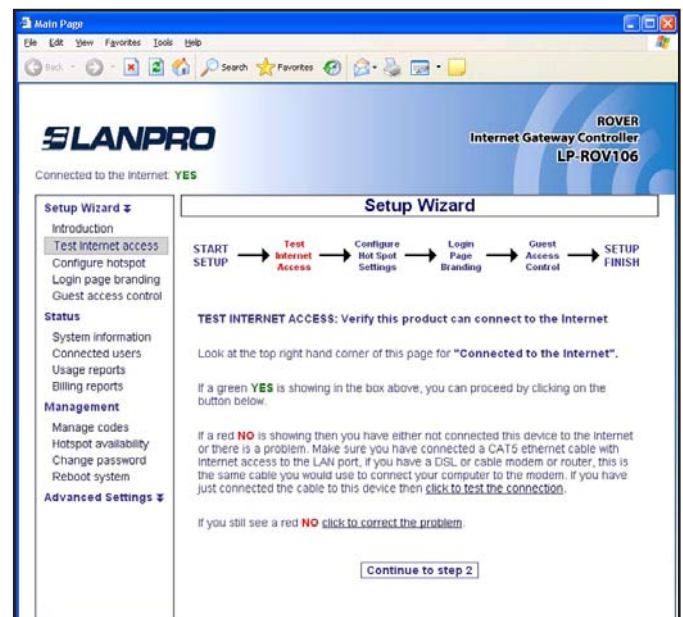 Main Page
File Edit View Favorites Tools Help
Back Search Favorites
LANPRO
ROVER
Internet Gateway Controller
LP-ROV106
Connected to the Internet: YES
Setup Wizard
Introduction
Test Internet access
Configure hotspot
Login page branding
Guest access control
Status
System information
Connected users
Usage reports
Billing reports
Management
Manage codes
Hotspot availability
Change password
Reboot system
Advanced Settings
Setup Wizard
START SETUP
Test Internet Access
Configure Hot Spot Settings
Login Page Branding
Guest Access Control
SETUP FINISH
TEST INTERNET ACCESS: Verify this product can connect to the Internet
Look at the top right hand corner of this page for "Connected to the Internet".
If a green YES is showing in the box above, you can proceed by clicking on the
button below.
If a red NO is showing then you have either not connected this device to the Internet
or there is a problem. Make sure you have connected a CAT5 ethernet cable with
Internet access to the LAN port, if you have a DSL or cable modem or router, this is
the same cable you would use to connect your computer to the modem. If you have
just connected the cable to this device then click to test the connection.
If you still see a red NO click to correct the problem.
Continue to step 2